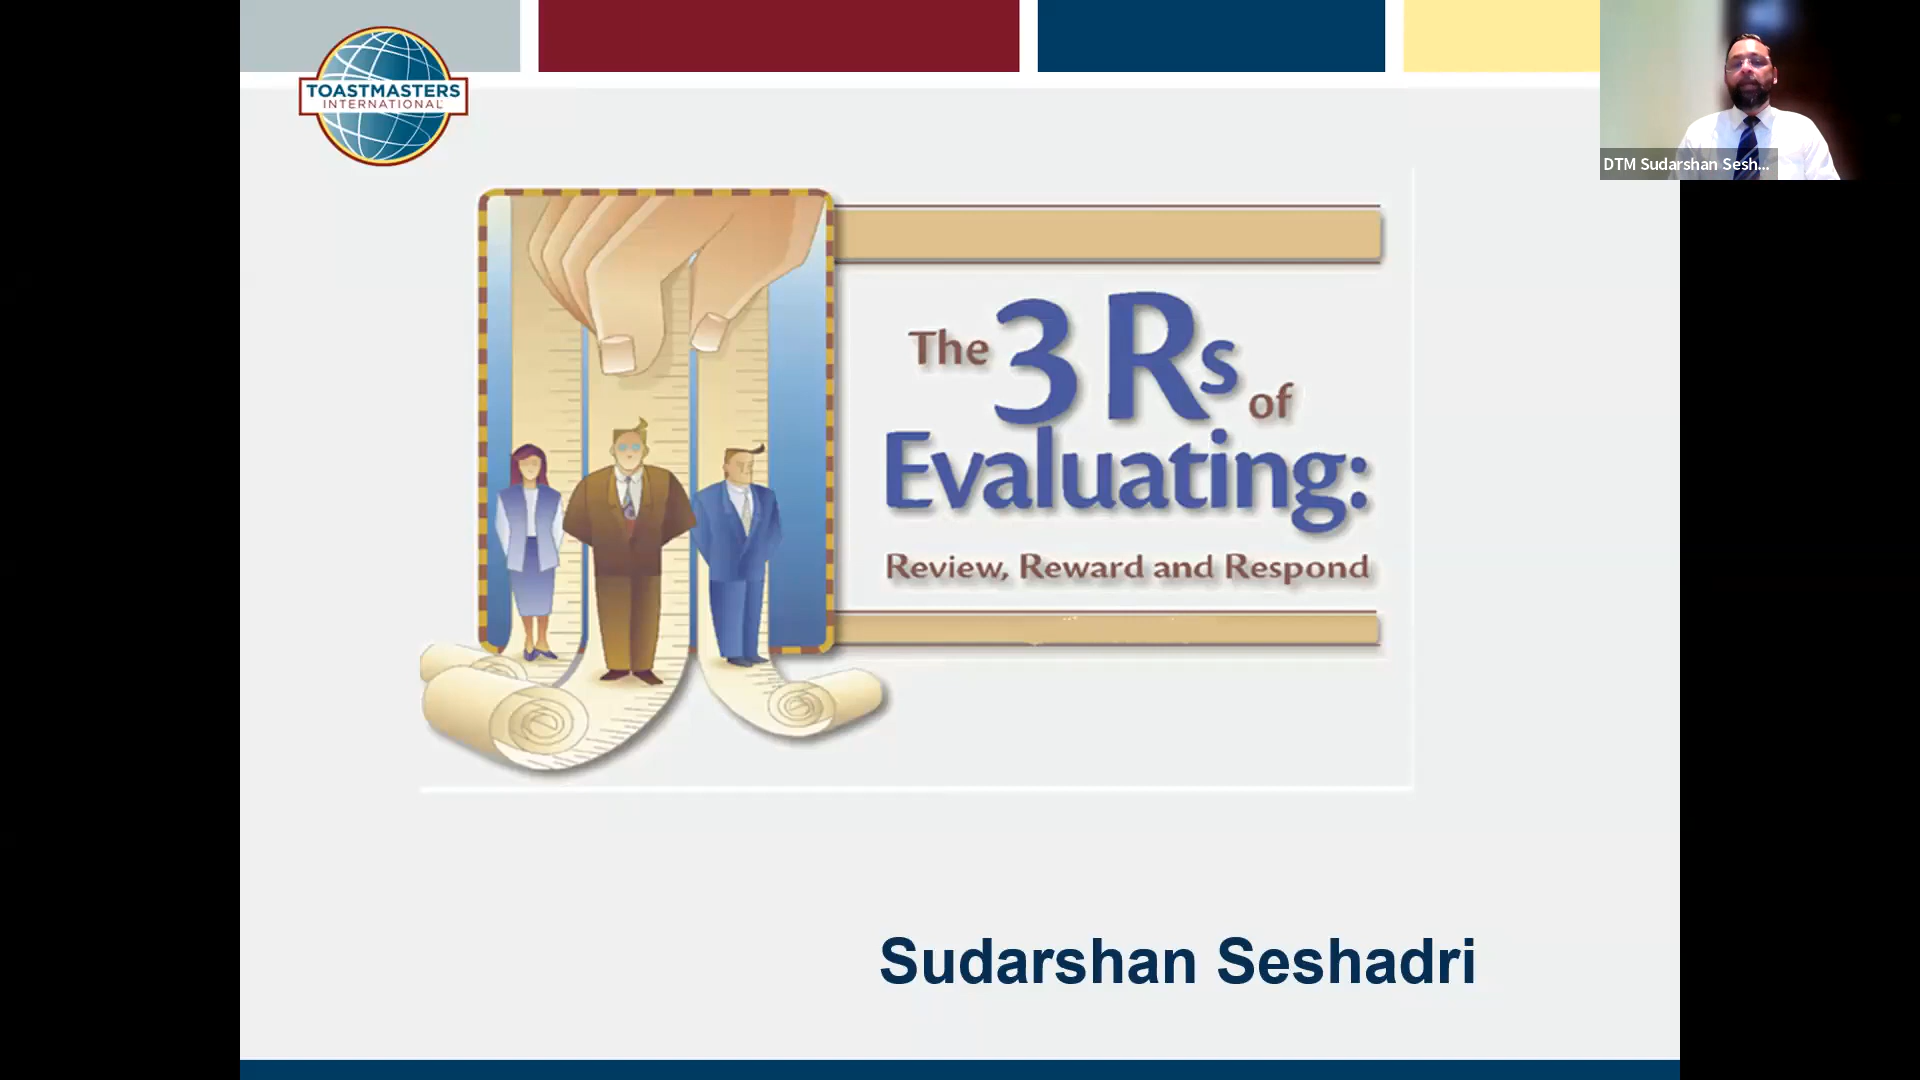 TOASTMASTERS
INTERNATIONAL
DTM Sudarshan Sesh...
The 3 Rs of
Evaluating:
Review, Reward and Respond
Sudarshan Seshadri